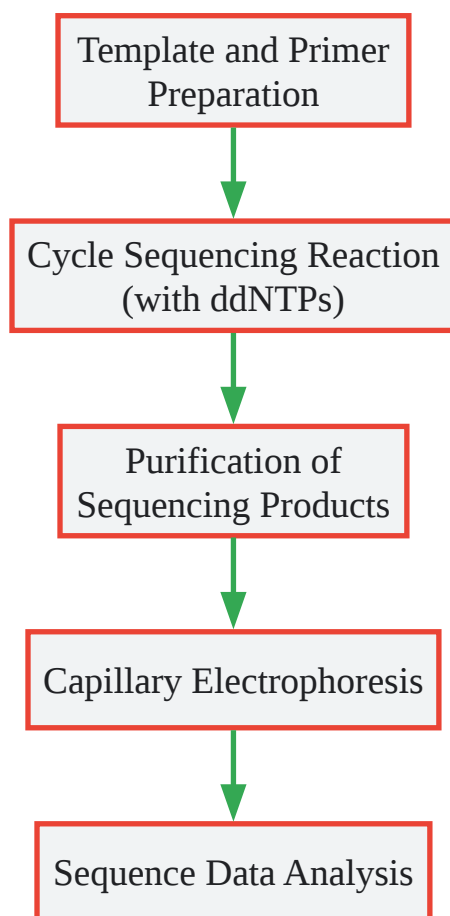 Template and Primer
Preparation
Cycle Sequencing Reaction
(with ddNTPs)
Purification of
Sequencing Products
Capillary Electrophoresis
Sequence Data Analysis